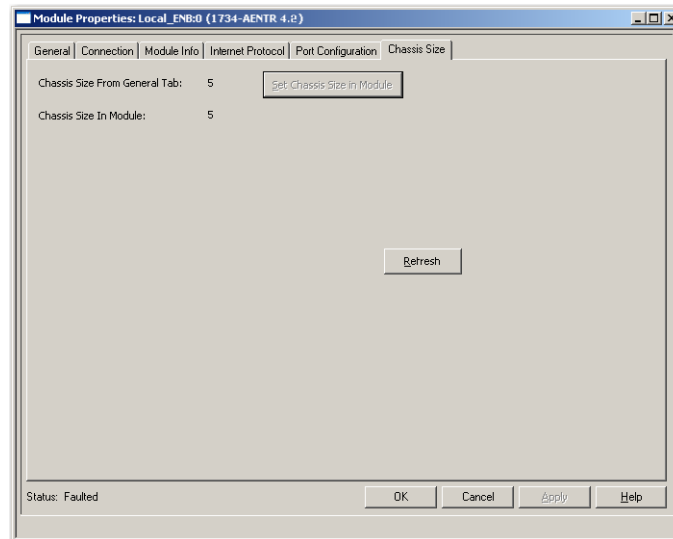 Module Properties: Local_ENB:0 (1734-AENTR 4.2)
General Connection Module Info Internet Protocol Port Configuration Chassis Size
Chassis Size From General Tab: 5 Set Chassis Size in Module
Chassis Size In Module: 5
Refresh
Status: Faulted OK Cancel Apply Help